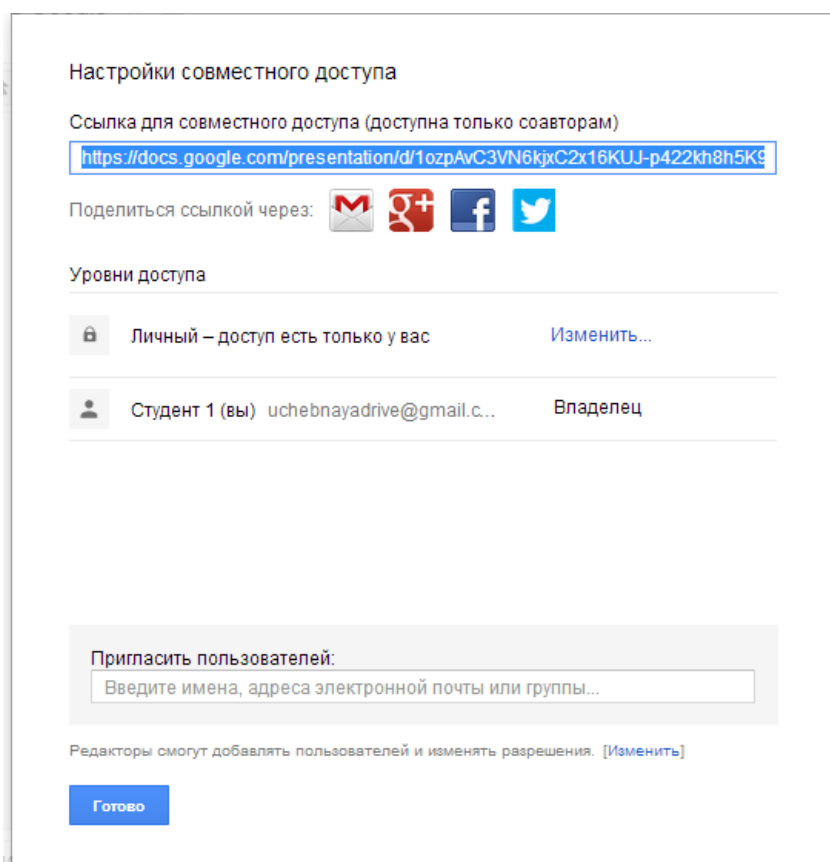 Настройки совместного доступа
Ссылка для совместного доступа (доступна только соавторам)
https://docs.google.com/presentation/d/1ozpAvC3VN6kjxC2x16KUJ-p422kh8h5K9
Поделиться ссылкой через:
Уровни доступа
Личный – доступ есть только у вас Изменить...
Студент 1 (вы) uchebnayadrive@gmail.c... Владелец
Пригласить пользователей:
Введите имена, адреса электронной почты или группы...
Редакторы смогут добавлять пользователей и изменять разрешения. [Изменить]
Готово